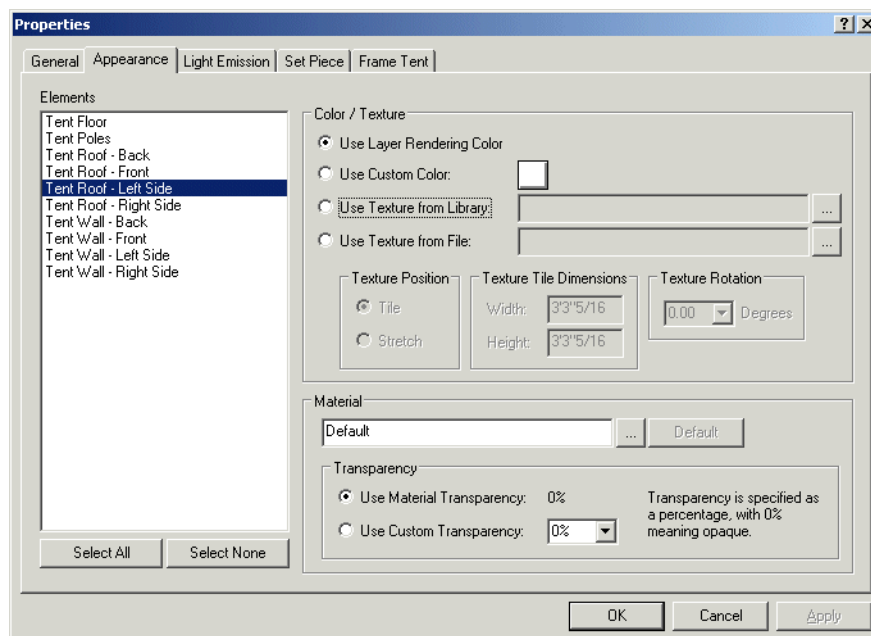 Properties
General Appearance Light Emission Set Piece Frame Tent
Elements
Tent Floor
Tent Poles
Tent Roof - Back
Tent Roof - Front
Tent Roof - Left Side
Tent Roof - Right Side
Tent Wall - Back
Tent Wall - Front
Tent Wall - Left Side
Tent Wall - Right Side
Select All Select None
Color / Texture
Use Layer Rendering Color
Use Custom Color:
Use Texture from Library: ...
Use Texture from File: ...
Texture Position
Tile
Stretch
Texture Tile Dimensions
Width: 3'3"5/16
Height: 3'3"5/16
Texture Rotation
0.00 Degrees
Material
Default ... Default
Transparency
Use Material Transparency: 0%
Use Custom Transparency: 0%
Transparency is specified as
a percentage, with 0%
meaning opaque.
OK Cancel Apply